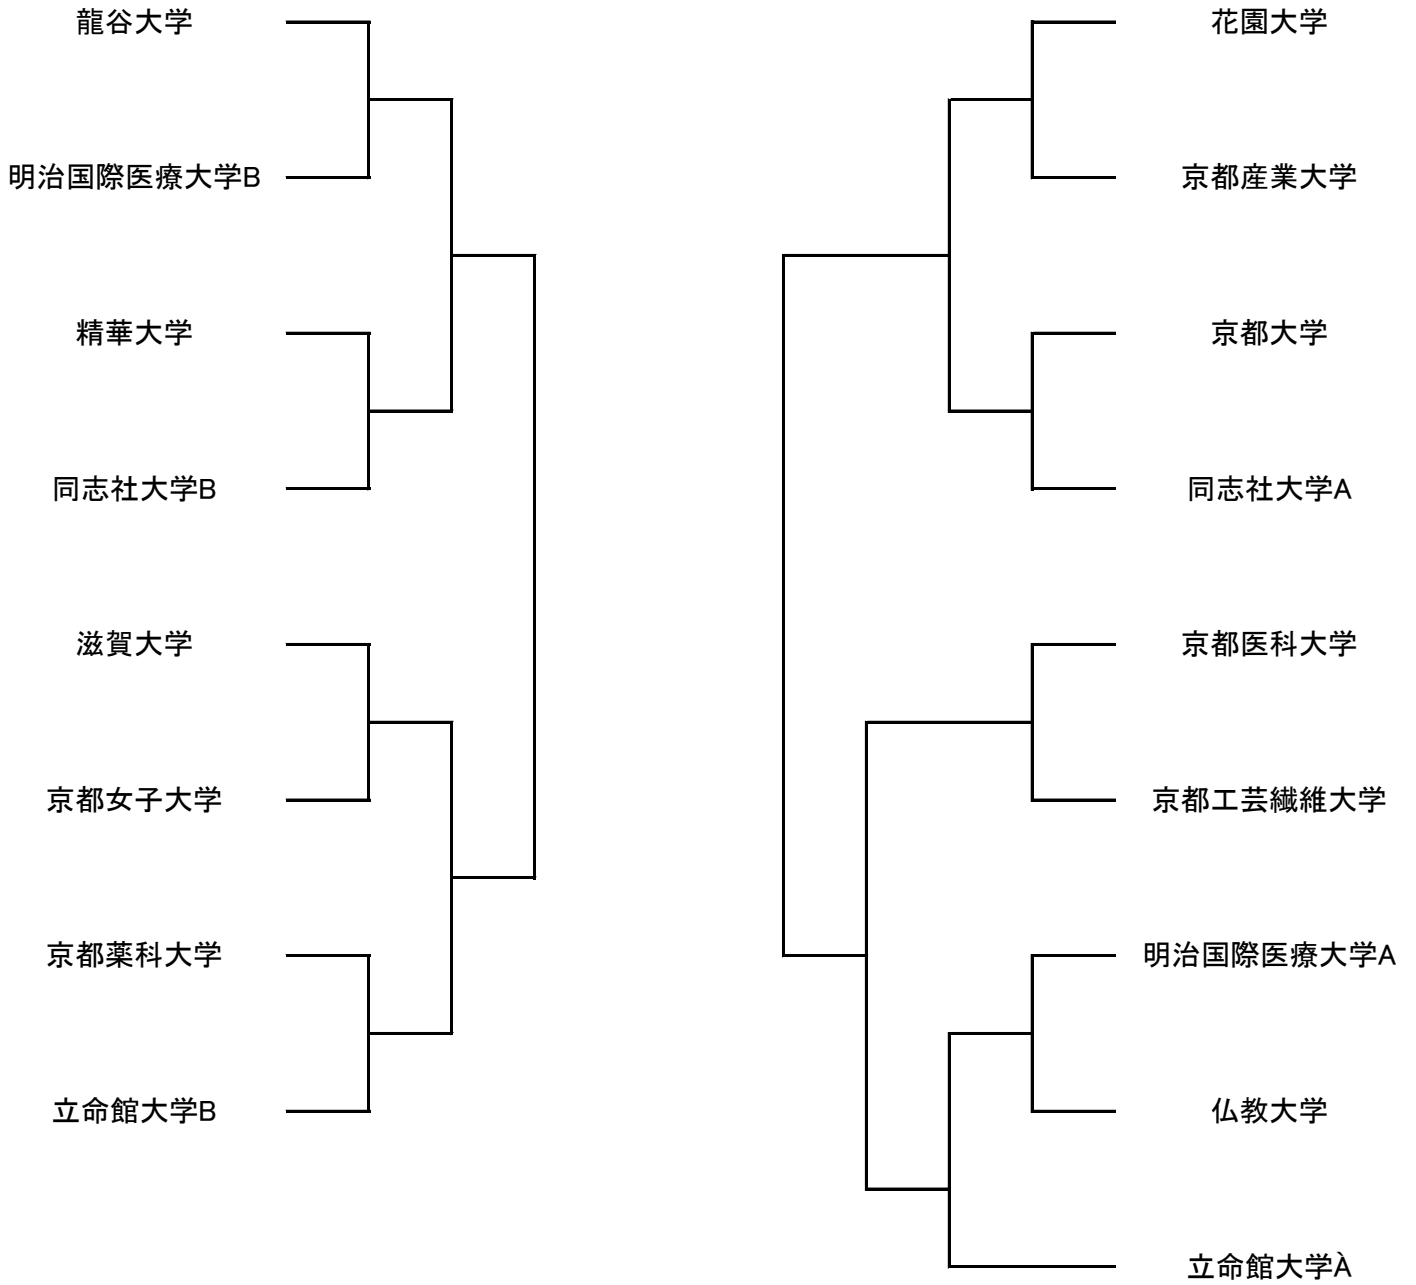 龍谷大学
明治国際医療大学B
精華大学
同志社大学B
滋賀大学
京都女子大学
京都薬科大学
立命館大学B
花園大学
京都産業大学
京都大学
同志社大学A
京都医科大学
京都工芸繊維大学
明治国際医療大学A
仏教大学
立命館大学À